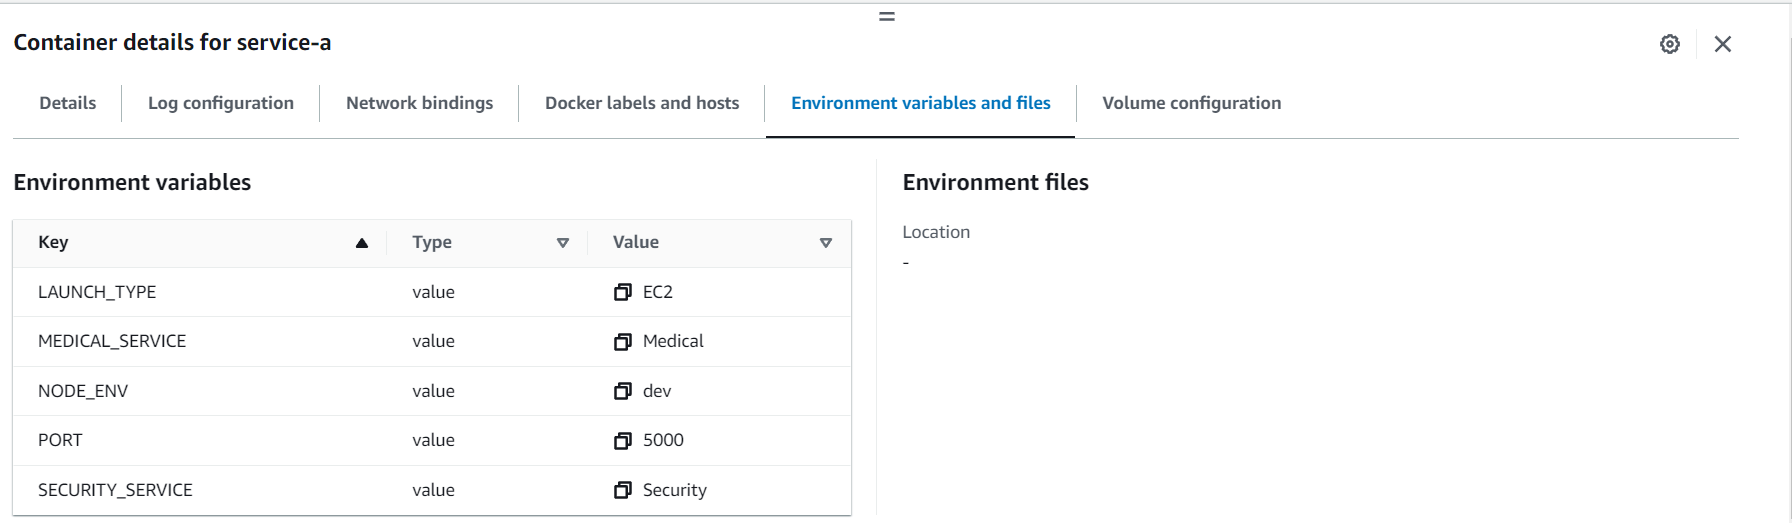 Container details for service-a
Details Log configuration Network bindings Docker labels and hosts Environment variables and files Volume configuration
Environment variables
Key Type Value
LAUNCH_TYPE value EC2
MEDICAL_SERVICE value Medical
NODE_ENV value dev
PORT value 5000
SECURITY_SERVICE value Security
Environment files
Location
-